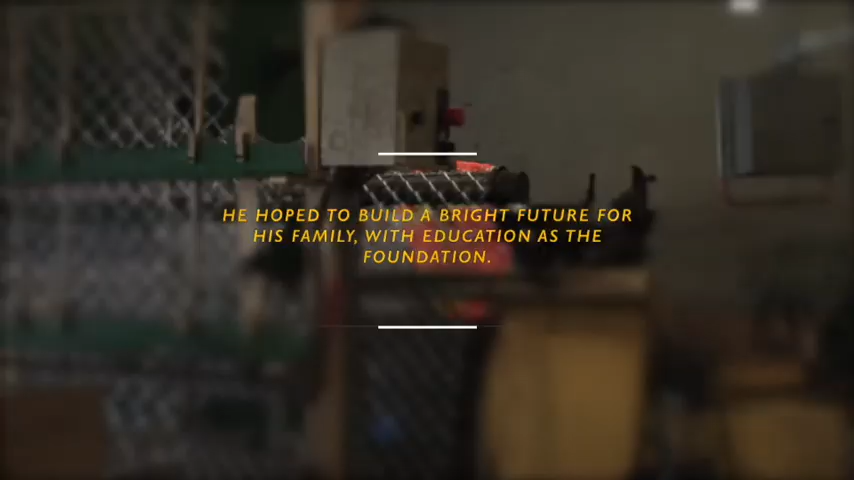 HE HOPED TO BUILD A BRIGHT FUTURE FOR
HIS FAMILY, WITH EDUCATION AS THE
FOUNDATION.